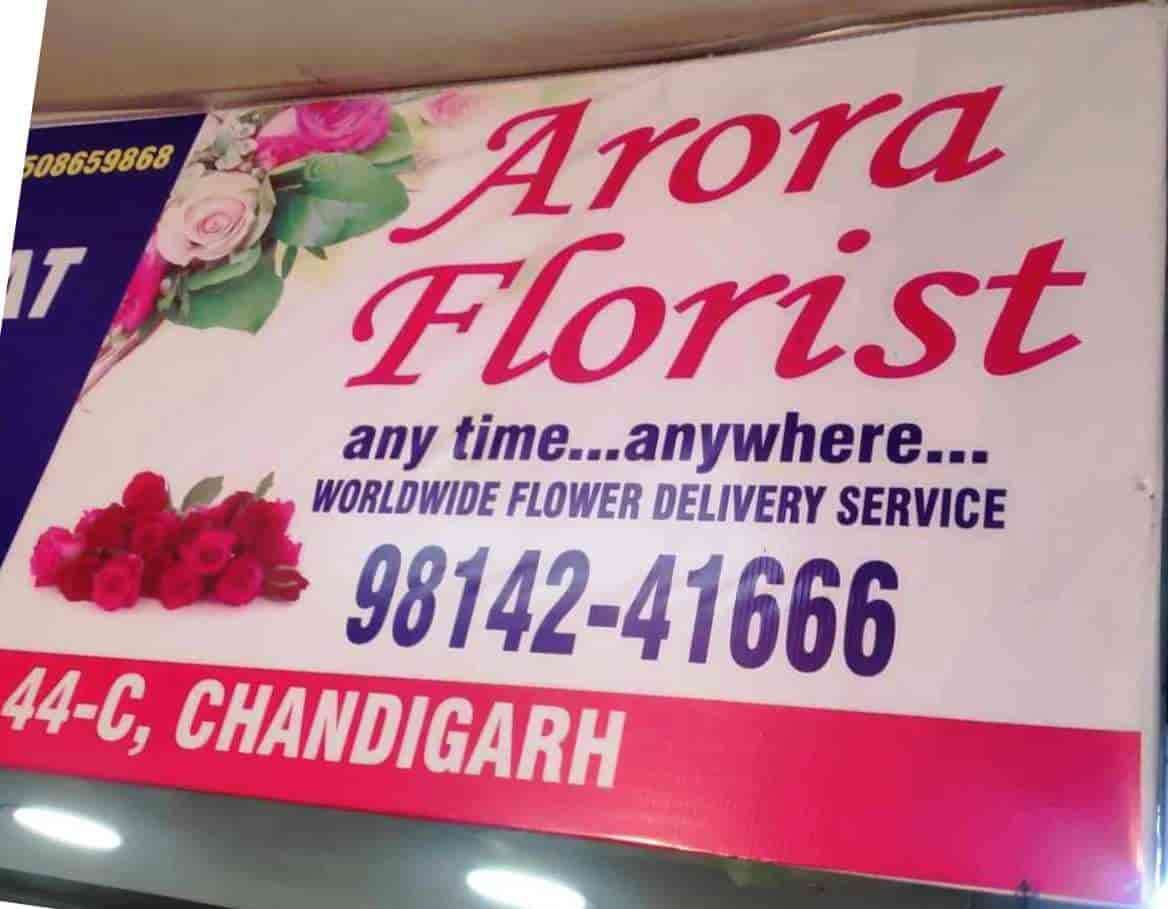 508659868
AT
Arora
Florist
any time...anywhere...
WORLDWIDE FLOWER DELIVERY SERVICE
98142-41666
44-C, CHANDIGARH